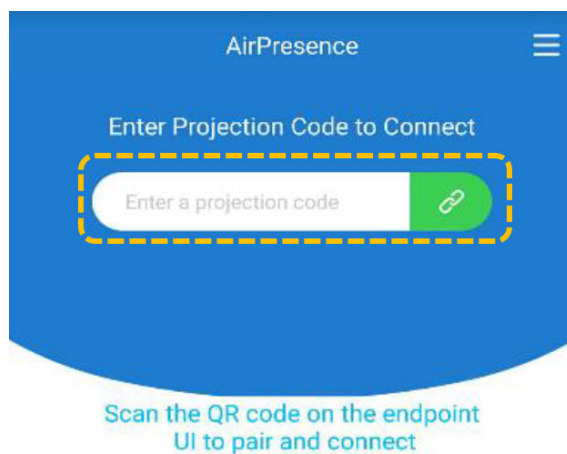 AirPresence
Enter Projection Code to Connect
Enter a projection code
Scan the QR code on the endpoint
UI to pair and connect